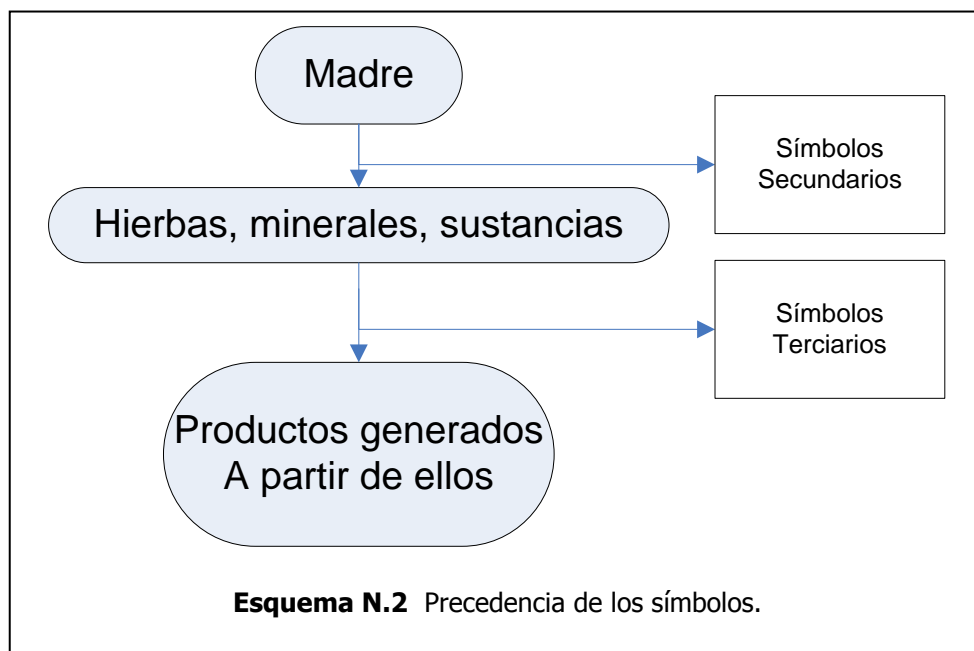 Madre
Símbolos
Secundarios
Hierbas, minerales, sustancias
Símbolos
Terciarios
Productos generados
A partir de ellos
Esquema N.2 Precedencia de los símbolos.